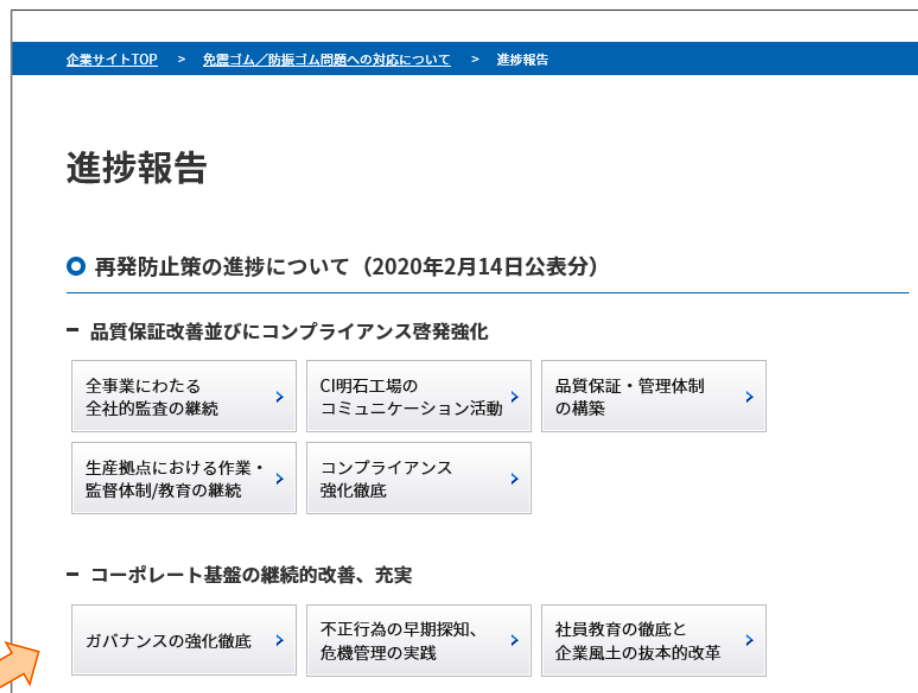 企業サイトTOP > 免震ゴム／防振ゴム問題への対応について > 進捗報告
進捗報告
再発防止策の進捗について（2020年2月14日公表分）
品質保証改善並びにコンプライアンス啓発強化
全事業にわたる
全社的監査の継続
CI明石工場の
コミュニケーション活動
品質保証・管理体制
の構築
生産拠点における作業・
監督体制/教育の継続
コンプライアンス
強化徹底
コーポレート基盤の継続的改善、充実
ガバナンスの強化徹底
不正行為の早期探知、
危機管理の実践
社員教育の徹底と
企業風土の抜本的改革